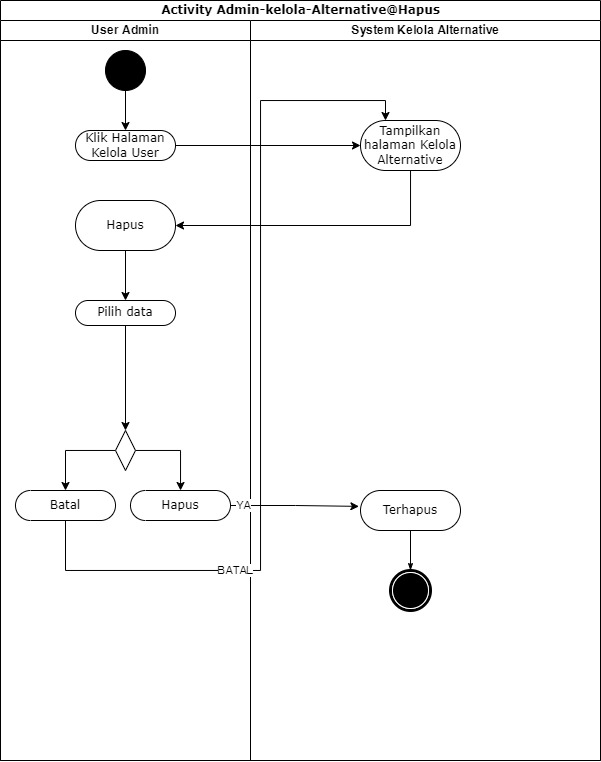 Activity Admin-kelola-Alternative@Hapus
User Admin
System Kelola Alternative
Klik Halaman
Kelola User
Tampilkan
halaman Kelola
Alternative
Hapus
Pilih data
Batal
Hapus
YA
Terhapus
BATAL